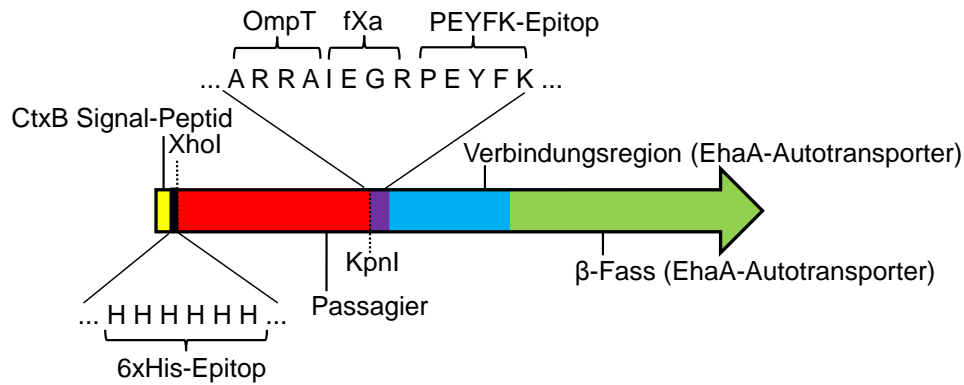 OmpT fXa PEYFK-Epitop
... A R R A I E G R P E Y F K ...
CtxB Signal-Peptid
XhoI
Verbindungsregion (EhaA-Autotransporter)
KpnI
β-Fass (EhaA-Autotransporter)
Passagier
... H H H H H H ...
6xHis-Epitop